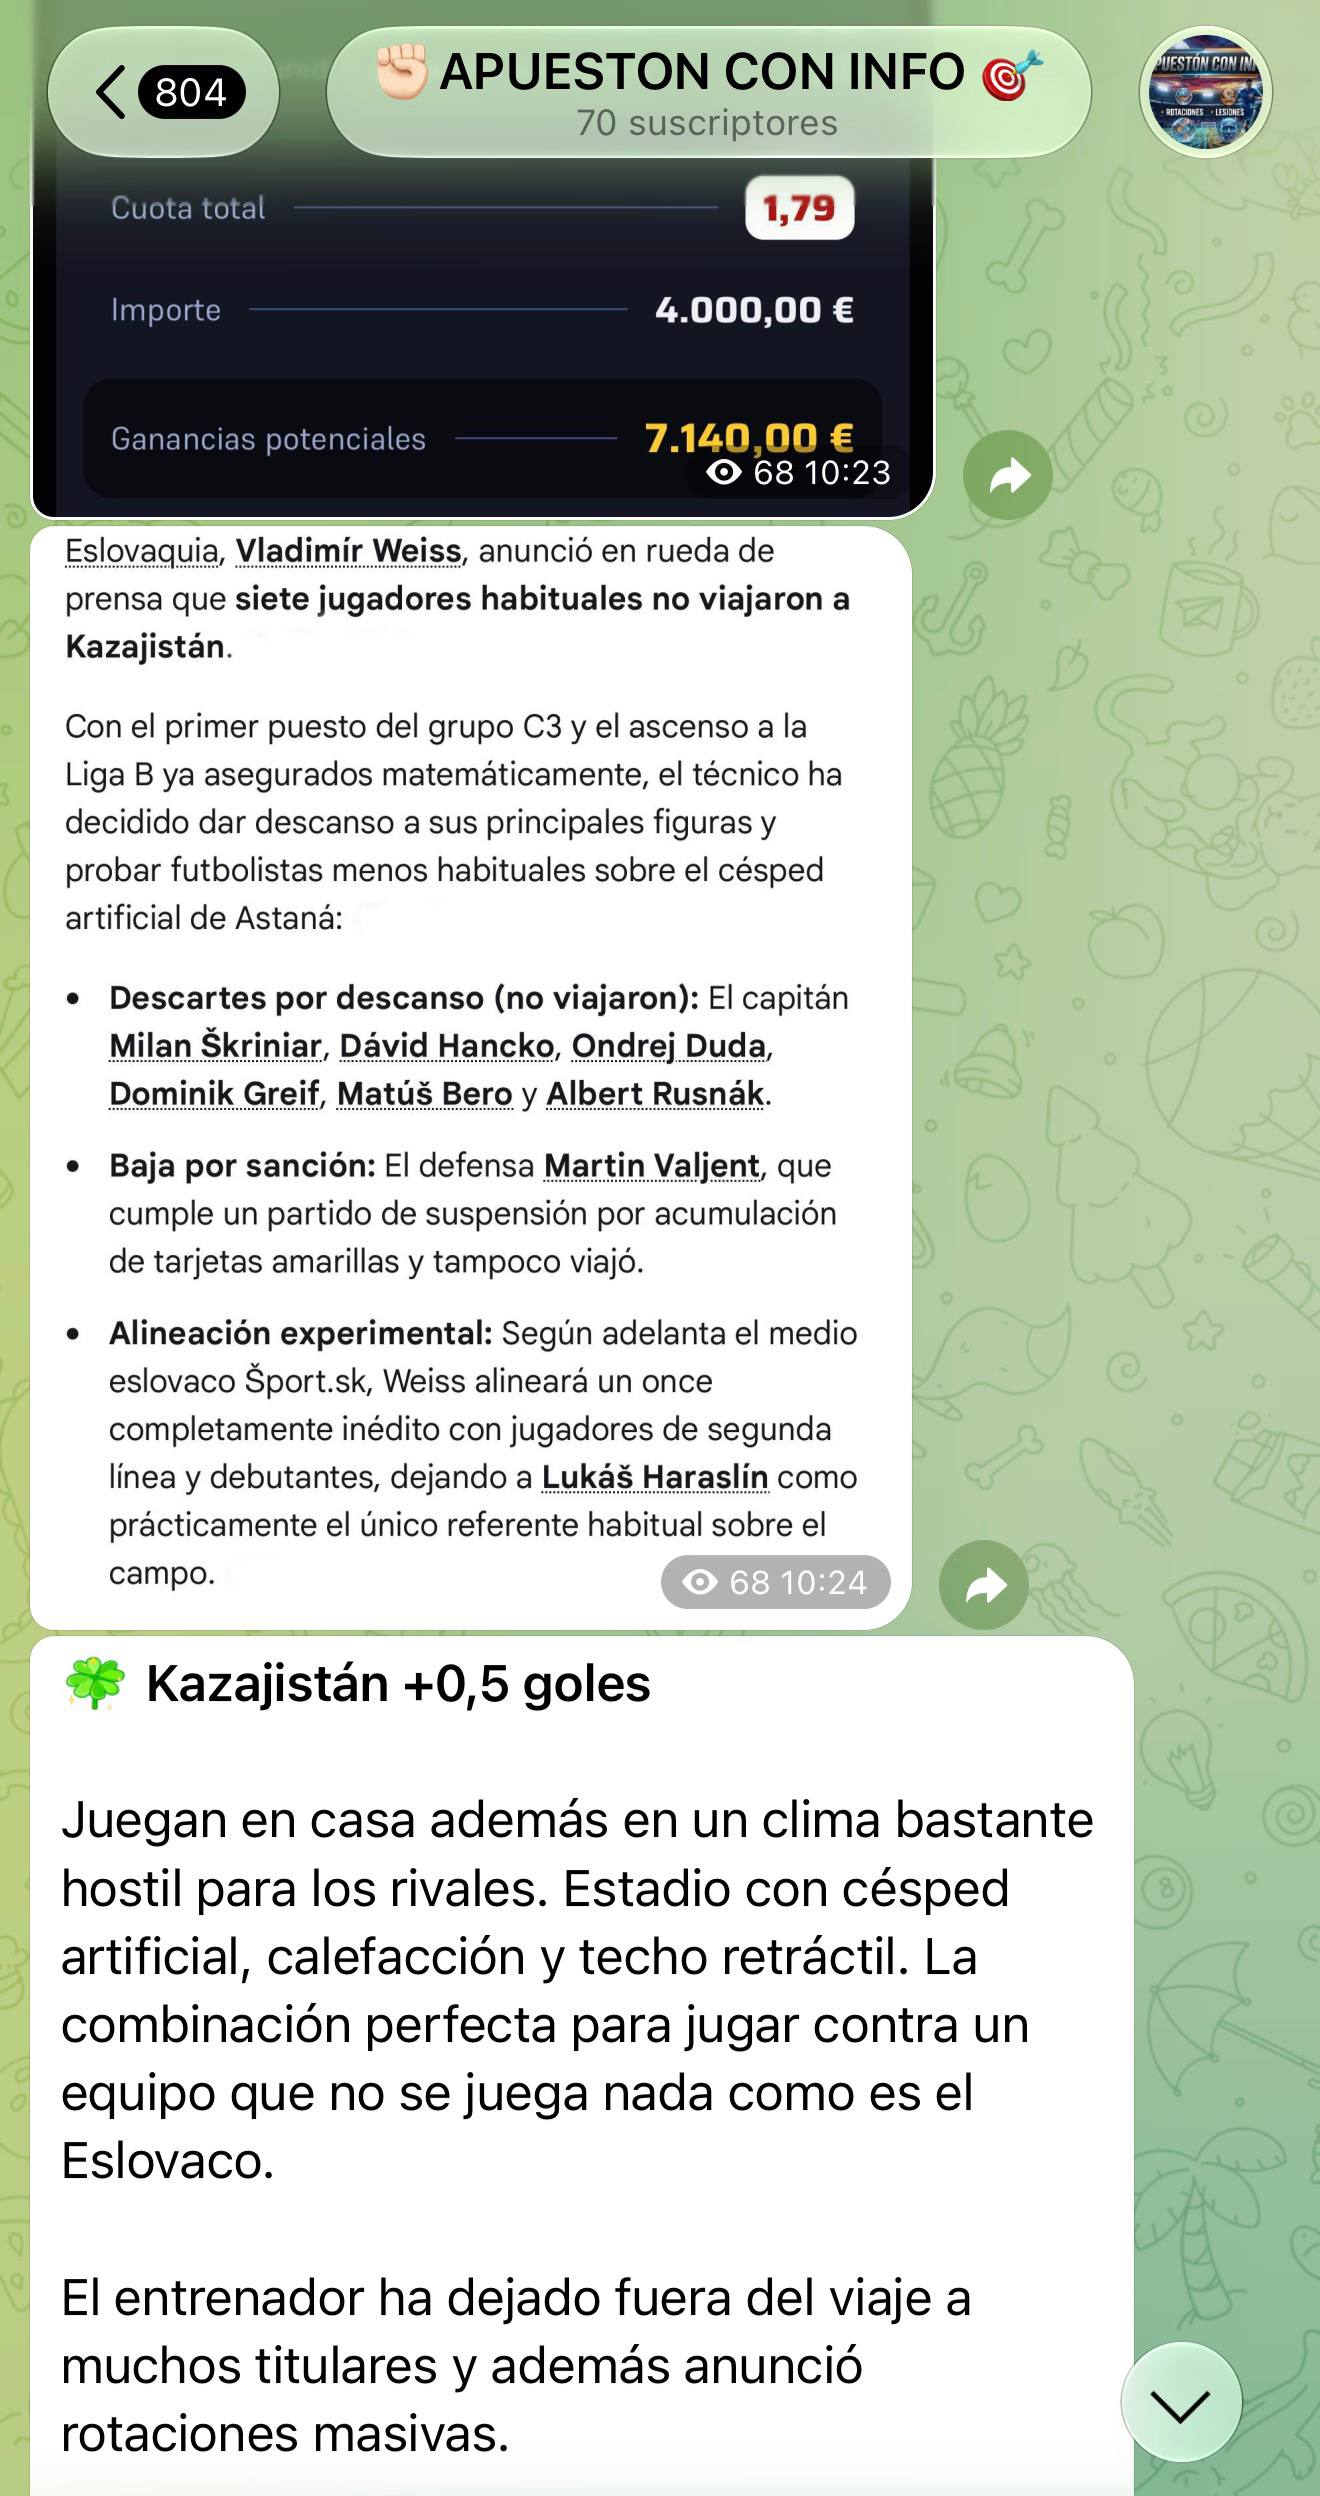 804
✊🏻 APUESTON CON INFO 🎯
70 suscriptores
PUESTÓN CON IN
• ROTACIONES • LESIONES
Cuota total 1,79
Importe 4.000,00 €
Ganancias potenciales 7.140,00 €
68 10:23
Eslovaquia, Vladimír Weiss, anunció en rueda de
prensa que siete jugadores habituales no viajaron a
Kazajistán.
Con el primer puesto del grupo C3 y el ascenso a la
Liga B ya asegurados matemáticamente, el técnico ha
decidido dar descanso a sus principales figuras y
probar futbolistas menos habituales sobre el césped
artificial de Astaná:
• Descartes por descanso (no viajaron): El capitán
Milan Škriniar, Dávid Hancko, Ondrej Duda,
Dominik Greif, Matúš Bero y Albert Rusnák.
• Baja por sanción: El defensa Martin Valjent, que
cumple un partido de suspensión por acumulación
de tarjetas amarillas y tampoco viajó.
• Alineación experimental: Según adelanta el medio
eslovaco Šport.sk, Weiss alineará un once
completamente inédito con jugadores de segunda
línea y debutantes, dejando a Lukáš Haraslín como
prácticamente el único referente habitual sobre el
campo.
68 10:24
🍀 Kazajistán +0,5 goles
Juegan en casa además en un clima bastante
hostil para los rivales. Estadio con césped
artificial, calefacción y techo retráctil. La
combinación perfecta para jugar contra un
equipo que no se juega nada como es el
Eslovaco.
El entrenador ha dejado fuera del viaje a
muchos titulares y además anunció
rotaciones masivas.